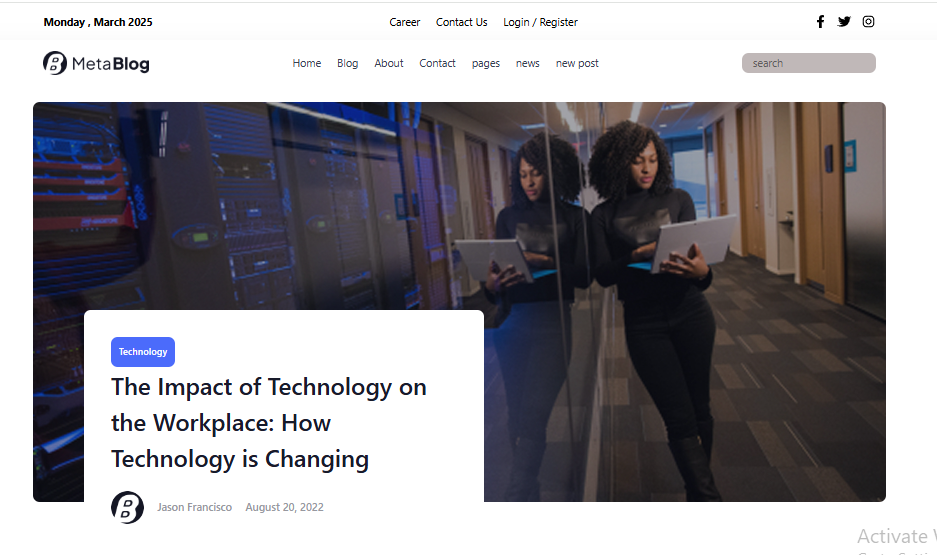 Monday , March 2025
Career Contact Us Login / Register
MetaBlog
Home Blog About Contact pages news new post
search
Technology
The Impact of Technology on
the Workplace: How
Technology is Changing
Jason Francisco August 20, 2022
Activate